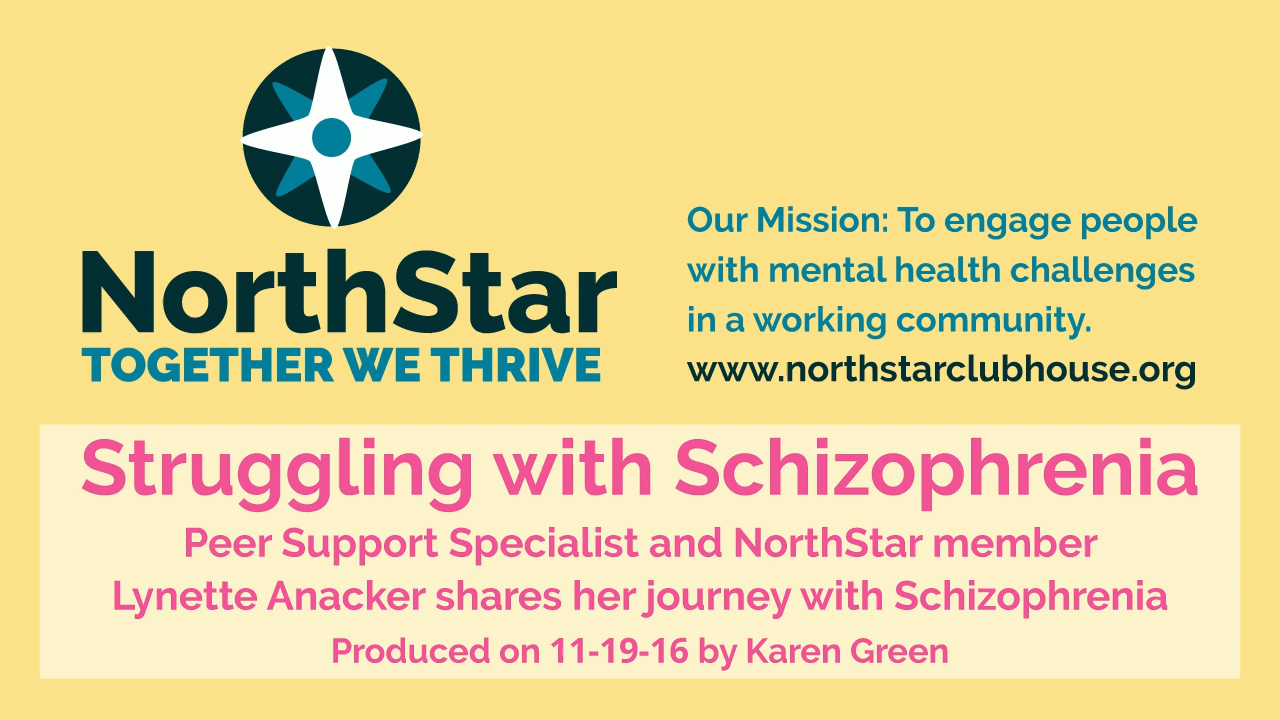 NorthStar
TOGETHER WE THRIVE
Our Mission: To engage people
with mental health challenges
in a working community.
www.northstarclubhouse.org
Struggling with Schizophrenia
Peer Support Specialist and NorthStar member
Lynette Anacker shares her journey with Schizophrenia
Produced on 11-19-16 by Karen Green